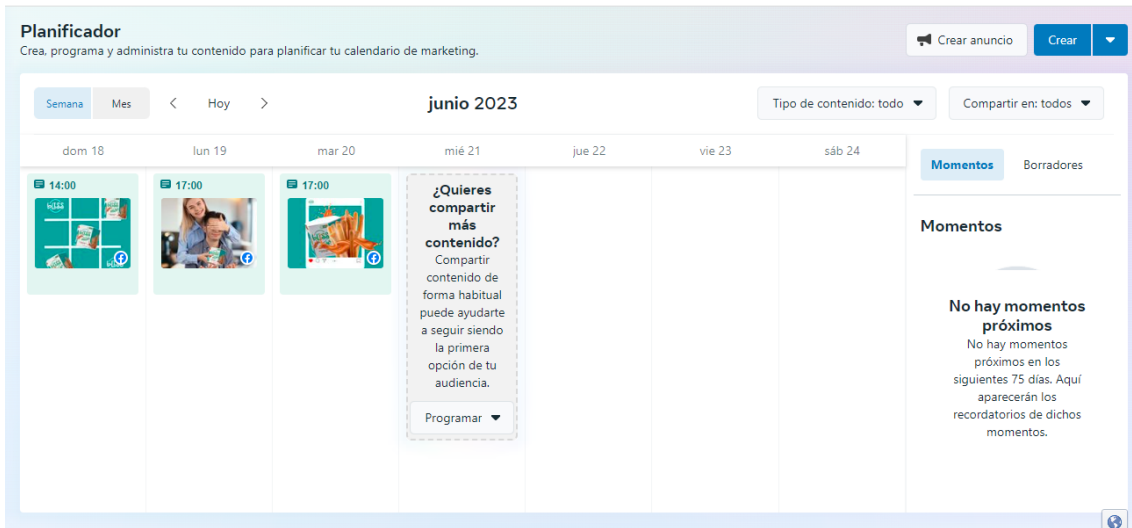 Planificador
Crea, programa y administra tu contenido para planificar tu calendario de marketing.
Crear anuncio
Crear
Semana
Mes
Hoy
junio 2023
Tipo de contenido: todo
Compartir en: todos
dom 18
lun 19
mar 20
mié 21
jue 22
vie 23
sáb 24
14:00
17:00
17:00
¿Quieres
compartir
más
contenido?
Compartir
contenido de
forma habitual
puede ayudarte
a seguir siendo
la primera
opción de tu
audiencia.
Programar
Momentos
Borradores
Momentos
No hay momentos
próximos
No hay momentos
próximos en los
siguientes 75 días. Aquí
aparecerán los
recordatorios de dichos
momentos.